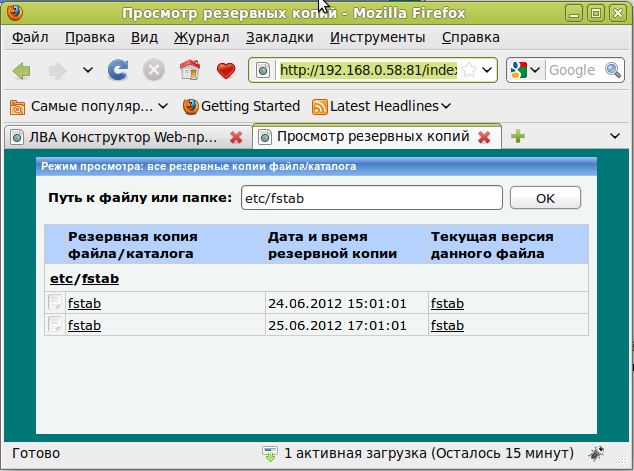 Просмотр резервных копий - Mozilla Firefox
Файл Правка Вид Журнал Закладки Инструменты Справка
http://192.168.0.58:81/index Google
Самые популяр... Getting Started Latest Headlines
ЛВА Конструктор Web-пр... Просмотр резервных копий
Режим просмотра: все резервные копии файла/каталога
Путь к файлу или папке: etc/fstab OK
Резервная копия Дата и время Текущая версия
файла/каталога резервной копии данного файла
etc/fstab
fstab 24.06.2012 15:01:01 fstab
fstab 25.06.2012 17:01:01 fstab
Готово 1 активная загрузка (Осталось 15 минут)